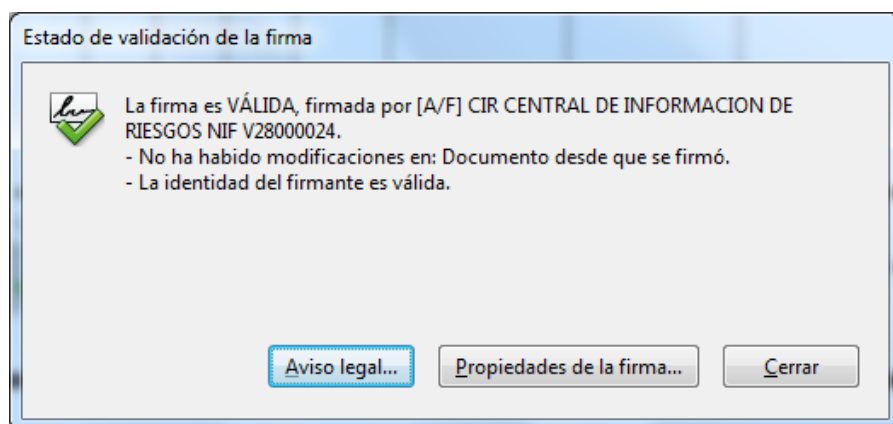 Estado de validación de la firma
La firma es VÁLIDA, firmada por [A/F] CIR CENTRAL DE INFORMACION DE
RIESGOS NIF V28000024.
- No ha habido modificaciones en: Documento desde que se firmó.
- La identidad del firmante es válida.
Aviso legal... Propiedades de la firma... Cerrar